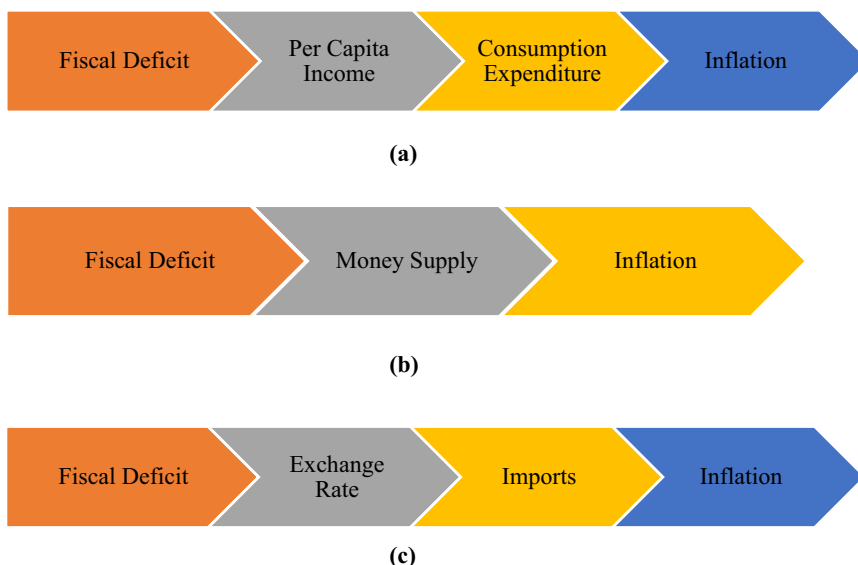 Fiscal Deficit
Per Capita
Income
Consumption
Expenditure
Inflation
(a)
Fiscal Deficit
Money Supply
Inflation
(b)
Fiscal Deficit
Exchange
Rate
Imports
Inflation
(c)